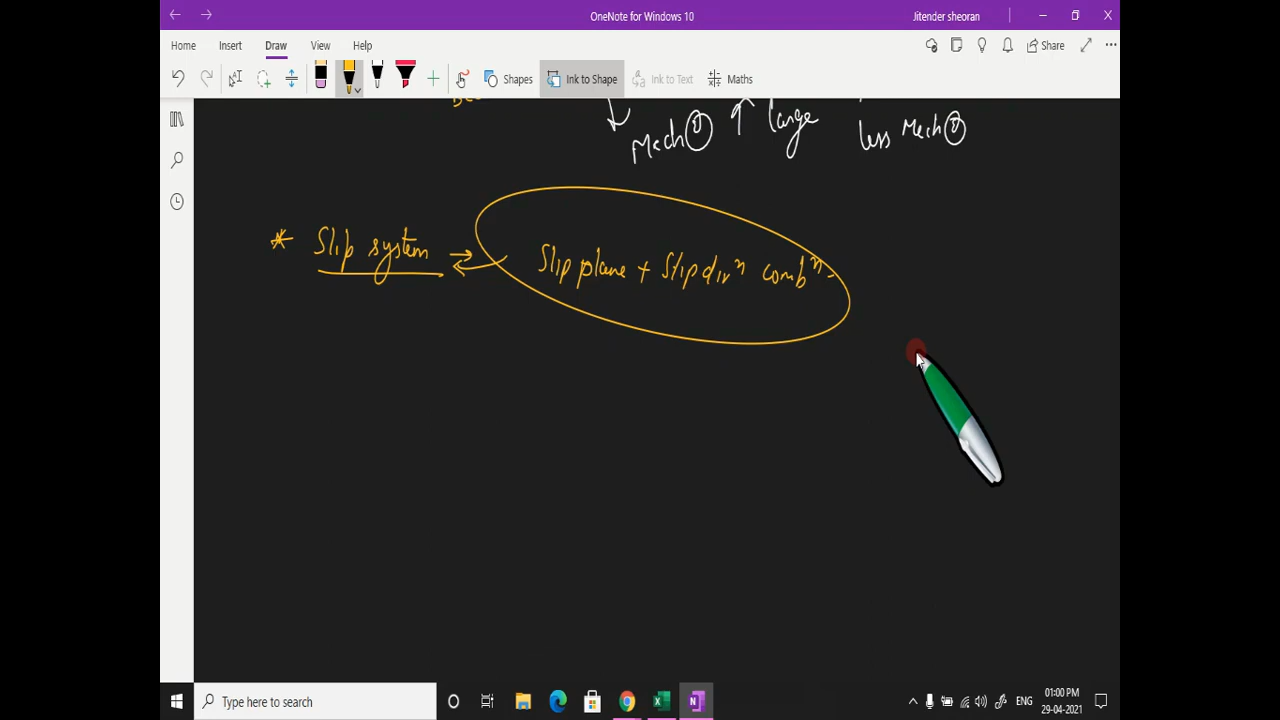 OneNote for Windows 10
Jitender sheoran
Home Insert Draw View Help
Share
Shapes Ink to Shape Ink to Text Maths
Mech large less Mech
* Slip system Slip plane + Slip dirⁿ combⁿ
Type here to search
ENG
01:00 PM
29-04-2021